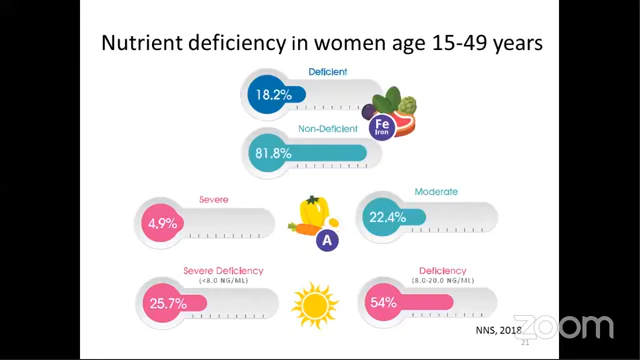 Nutrient deficiency in women age 15-49 years
Deficient
18.2%
Fe
Iron
Non-Deficient
81.8%
Severe
4.9%
A
Moderate
22.4%
Severe Deficiency
(<8.0 NG/ML)
25.7%
Deficiency
(8.0-20.0 NG/ML)
54%
NNS, 2018
zoom
21